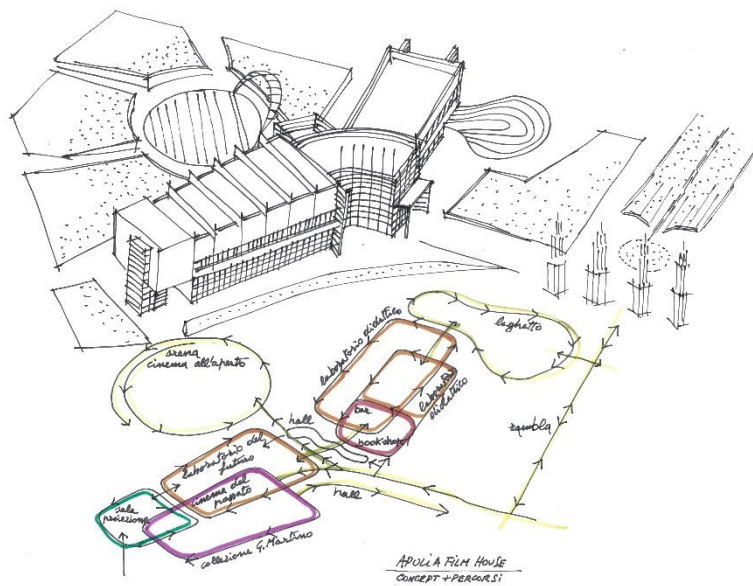 arena
cinema all'aperto
laboratorio didattico
laghetto
laboratorio
didattico
bar
bookshop
hall
rambla
laboratorio del
futuro
cinema del
passato
sala
proiezione
hall
collezione G. Martino
APULIA FILM HOUSE
CONCEPT + PERCORSI